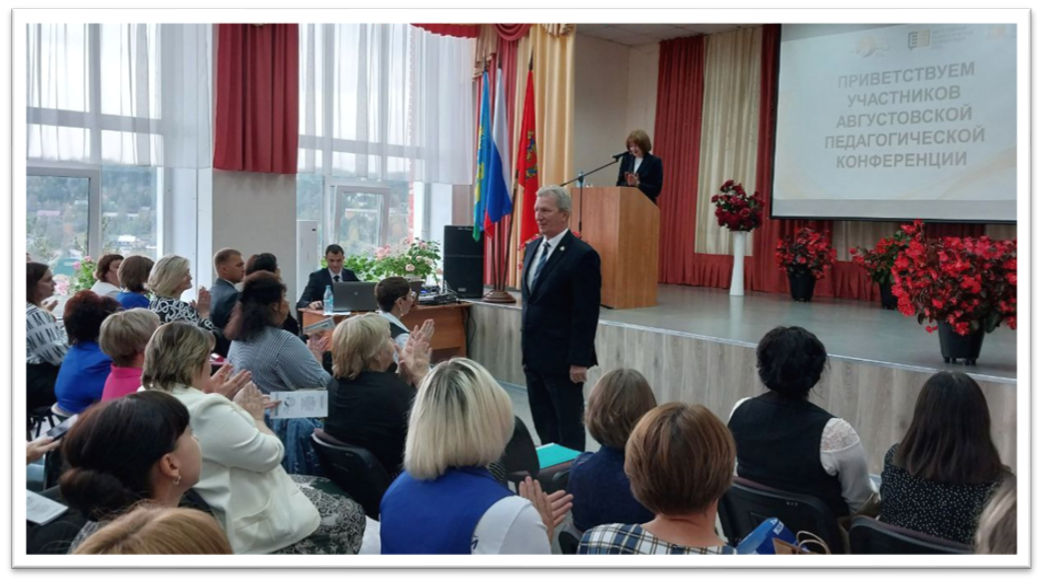 ПРИВЕТСТВУЕМ
УЧАСТНИКОВ
АВГУСТОВСКОЙ
ПЕДАГОГИЧЕСКОЙ
КОНФЕРЕНЦИИ